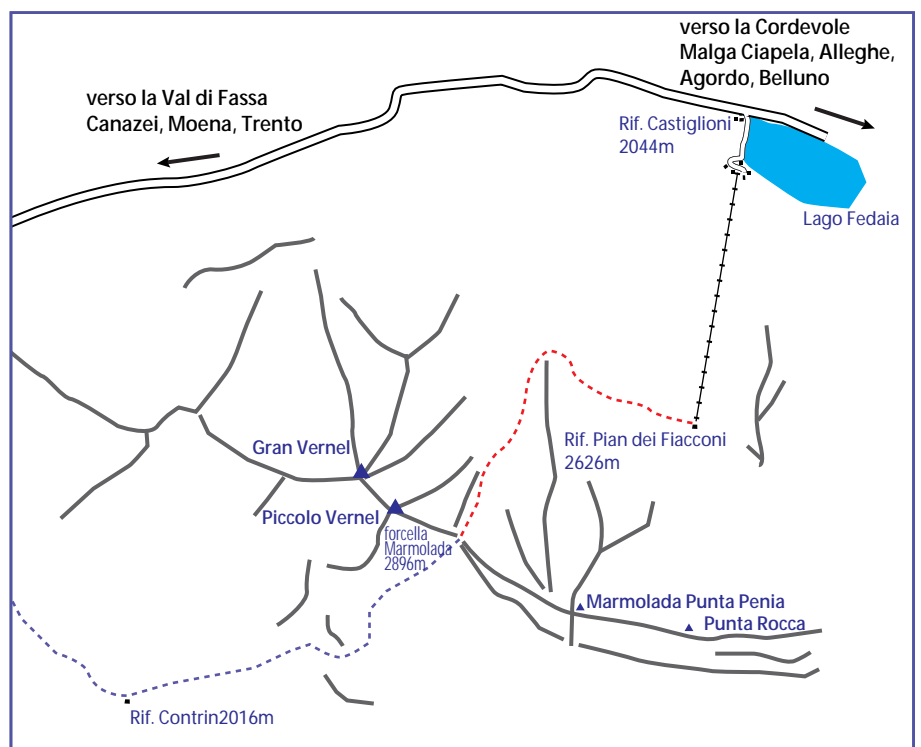 verso la Cordevole
Malga Ciapela, Alleghe,
Agordo, Belluno
verso la Val di Fassa
Canazei, Moena, Trento
Rif. Castiglioni
2044m
Lago Fedaia
Rif. Pian dei Fiacconi
2626m
Gran Vernel
Piccolo Vernel
forcella
Marmolada
2896m
Marmolada Punta Penia
Punta Rocca
Rif. Contrin2016m